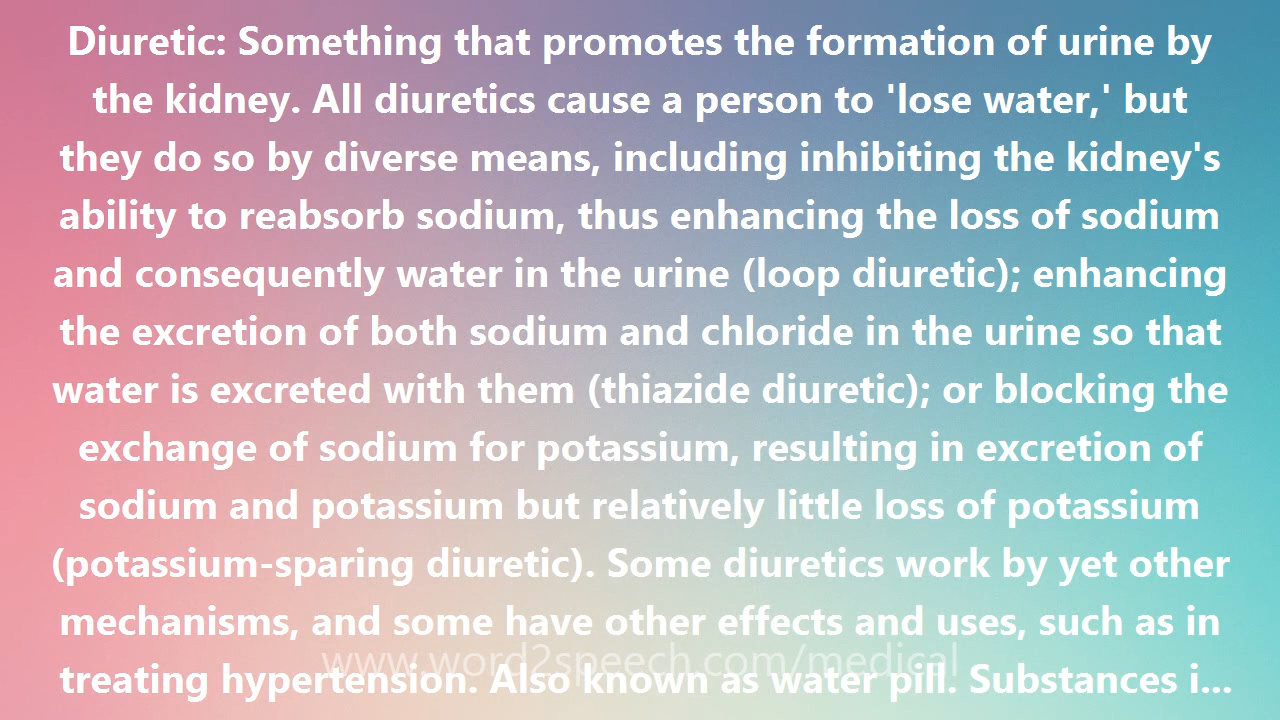 Diuretic: Something that promotes the formation of urine by
the kidney. All diuretics cause a person to 'lose water,' but
they do so by diverse means, including inhibiting the kidney's
ability to reabsorb sodium, thus enhancing the loss of sodium
and consequently water in the urine (loop diuretic); enhancing
the excretion of both sodium and chloride in the urine so that
water is excreted with them (thiazide diuretic); or blocking the
exchange of sodium for potassium, resulting in excretion of
sodium and potassium but relatively little loss of potassium
(potassium-sparing diuretic). Some diuretics work by yet other
mechanisms, and some have other effects and uses, such as in
www.word2speech.com/medical
treating hypertension. Also known as water pill. Substances i...